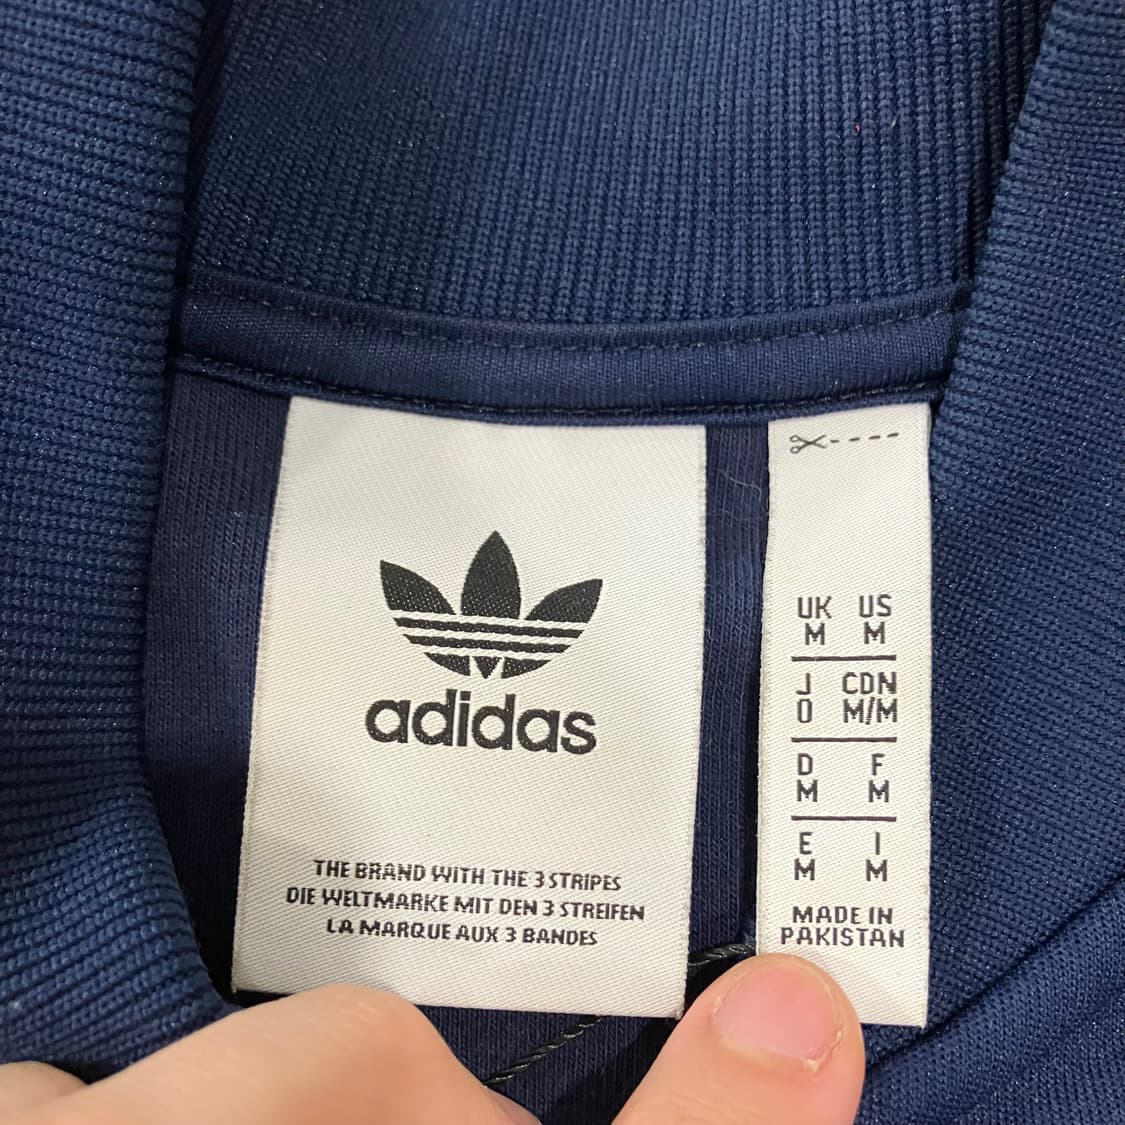 adidas
THE BRAND WITH THE 3 STRIPES
DIE WELTMARKE MIT DEN 3 STREIFEN
LA MARQUE AUX 3 BANDES
UK US
M M
J CDN
O M/M
D F
M M
E I
M M
MADE IN
PAKISTAN